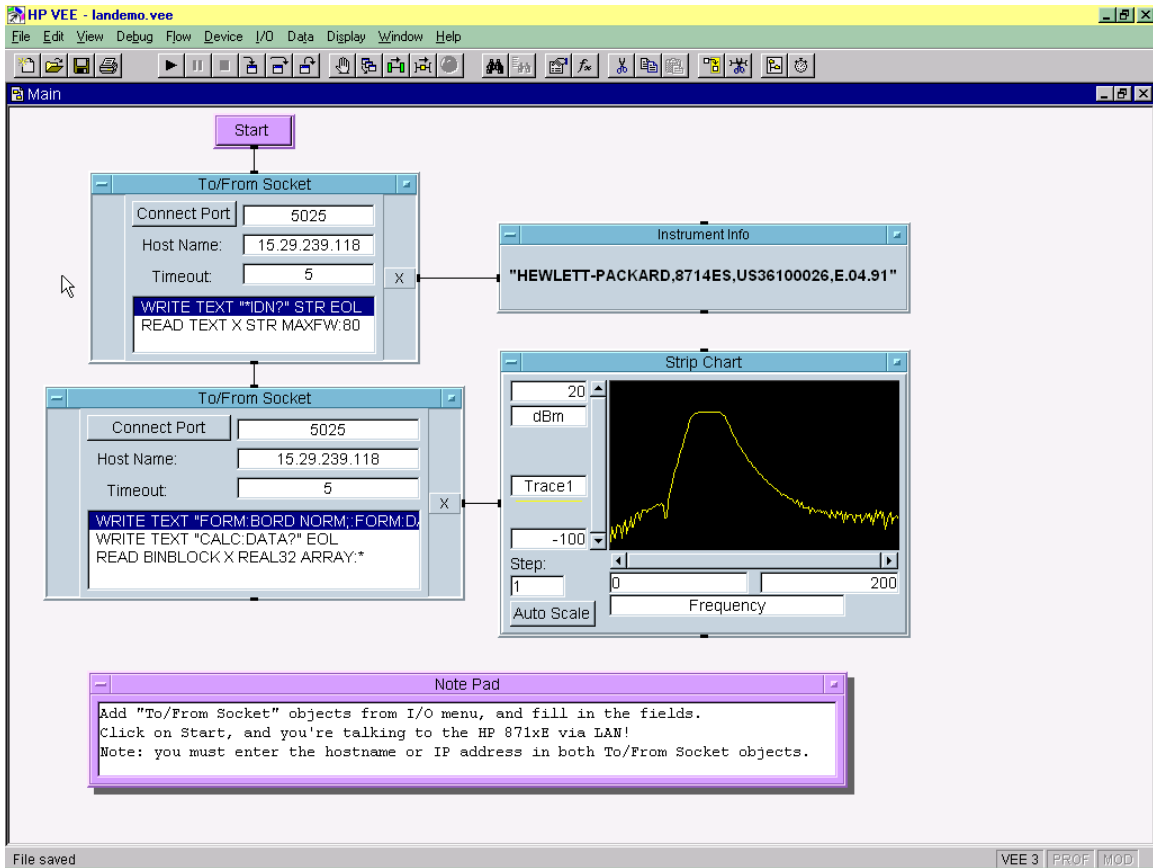 HP VEE - landemo.vee
File Edit View Debug Flow Device I/O Data Display Window Help
Main
Start
To/From Socket
Connect Port 5025
Host Name: 15.29.239.118
Timeout: 5
X
WRITE TEXT "*IDN?" STR EOL
READ TEXT X STR MAXFW:80
Instrument Info
"HEWLETT-PACKARD,8714ES,US36100026,E.04.91"
To/From Socket
Connect Port 5025
Host Name: 15.29.239.118
Timeout: 5
X
WRITE TEXT "FORM:BORD NORM;:FORM:DA
WRITE TEXT "CALC:DATA?" EOL
READ BINBLOCK X REAL32 ARRAY:*
Strip Chart
20
dBm
Trace1
-100
Step:
1
Auto Scale
0 200
Frequency
Note Pad
Add "To/From Socket" objects from I/O menu, and fill in the fields.
Click on Start, and you're talking to the HP 871xE via LAN!
Note: you must enter the hostname or IP address in both To/From Socket objects.
File saved
VEE 3 PROF MOD